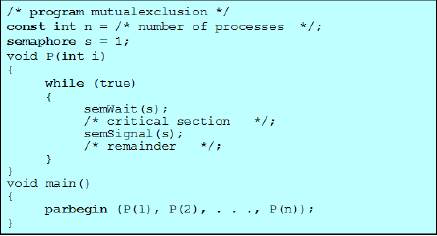 /* program mutualexclusion */
const int n = /* number of processes */;
semaphore s = 1;
void P(int i)
{
while (true)
{
semWait(s);
/* critical section */;
semSignal(s);
/* remainder */;
}
}
void main()
{
parbegin (P(1), P(2), . . ., P(n));
}